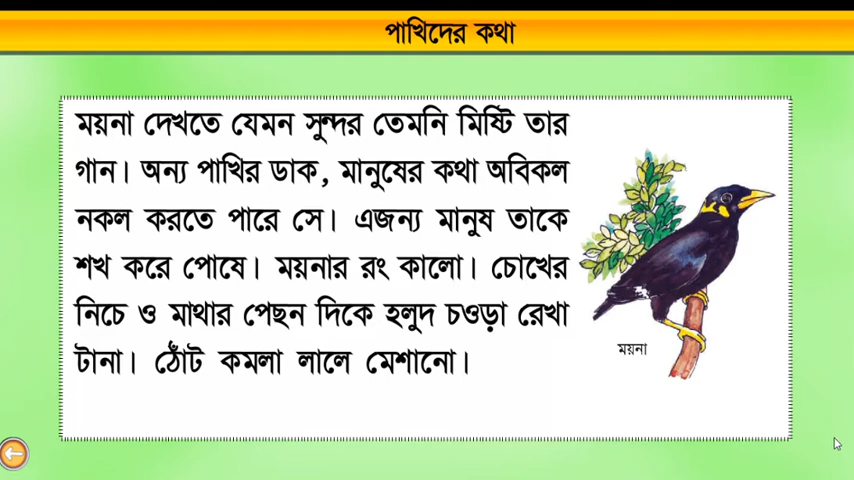 পাখিদের কথা
ময়না দেখতে যেমন সুন্দর তেমনি মিষ্টি তার
গান। অন্য পাখির ডাক, মানুষের কথা অবিকল
নকল করতে পারে সে। এজন্য মানুষ তাকে
শখ করে পোষে। ময়নার রং কালো। চোখের
নিচে ও মাথার পেছন দিকে হলুদ চওড়া রেখা
টানা। ঠোঁট কমলা লালে মেশানো।
ময়না